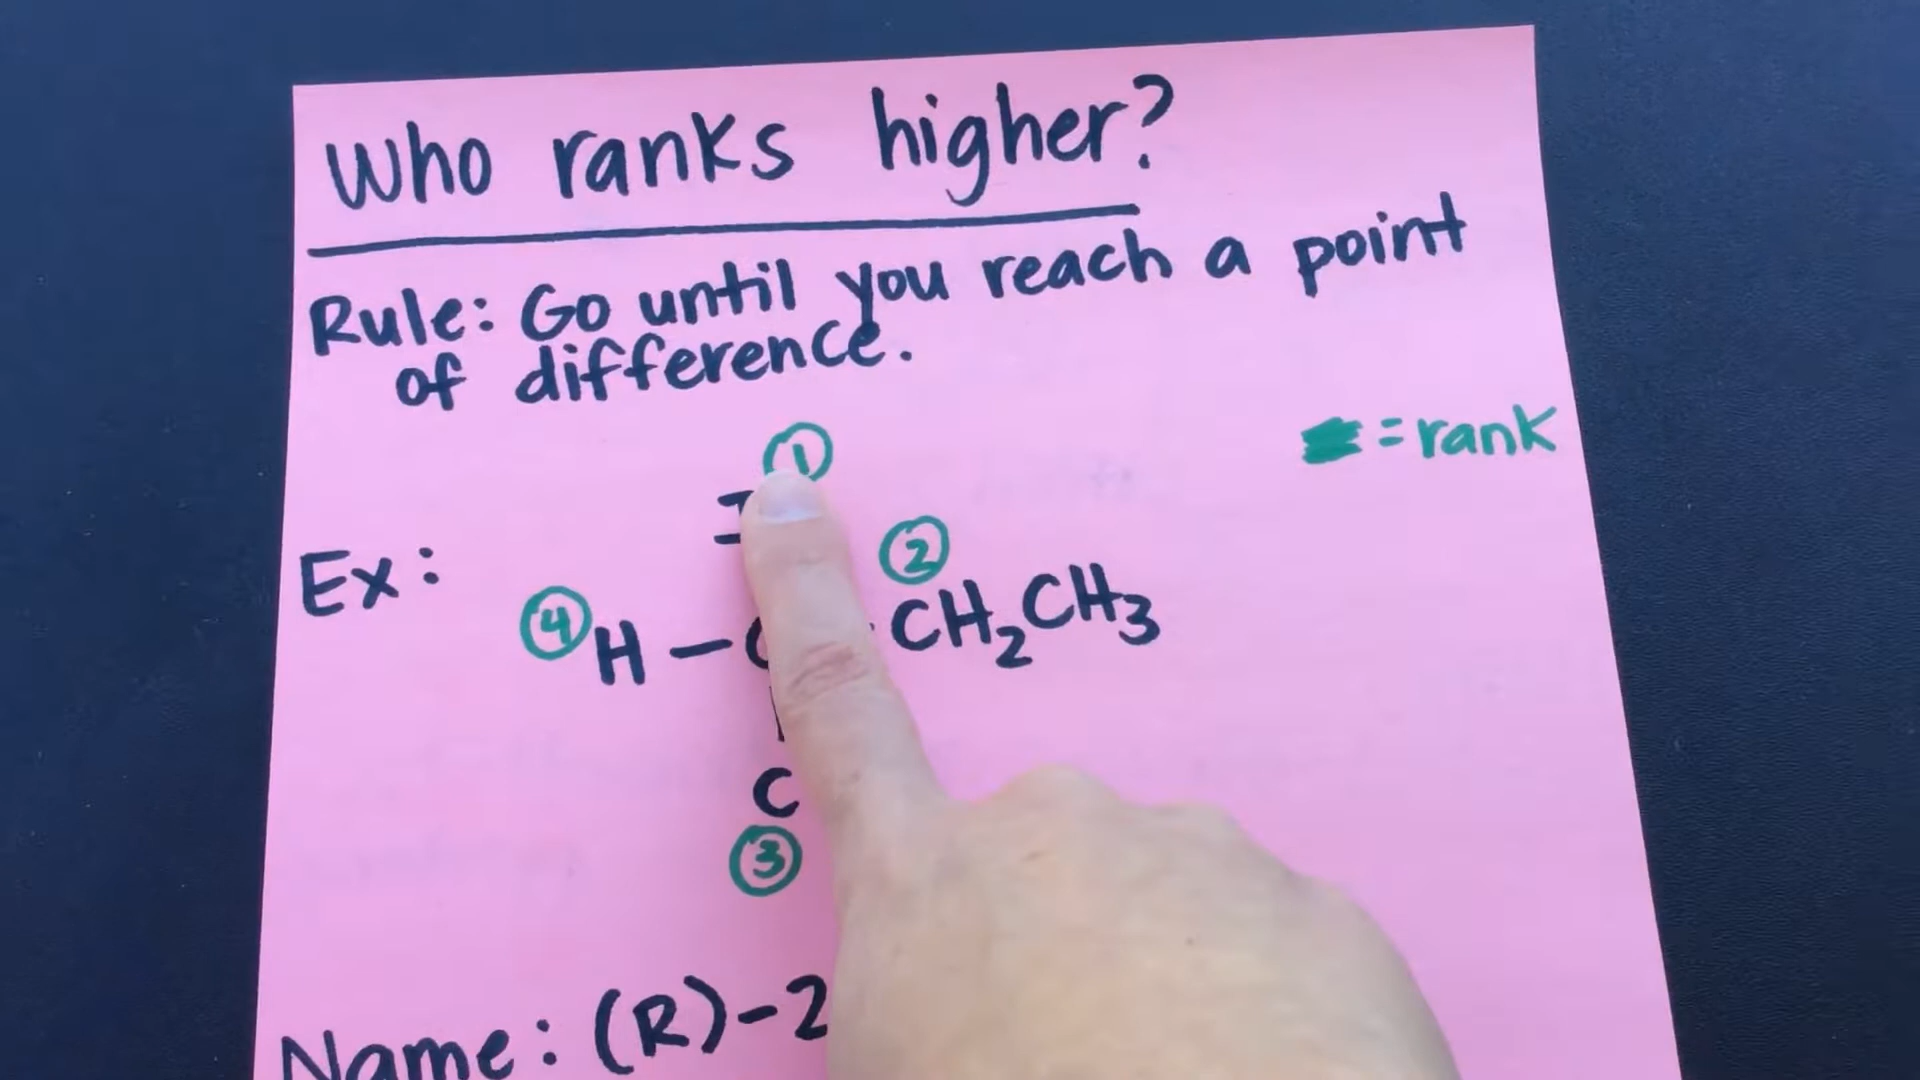 Who ranks higher?
Rule: Go until you reach a point
of difference.
= rank
1
I
2
Ex:
4 H - C CH2CH3
C
3
Name: (R)-2